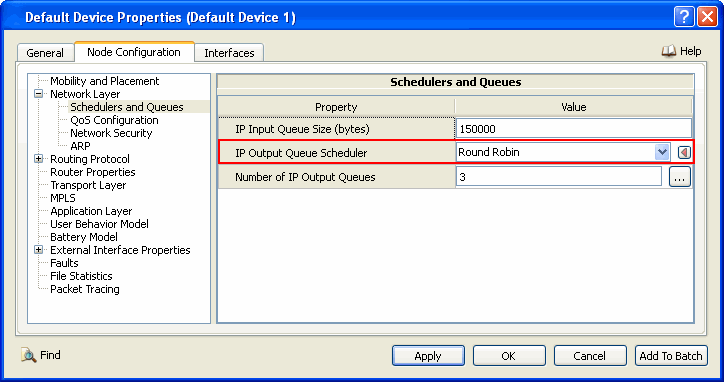 Default Device Properties (Default Device 1)
General Node Configuration Interfaces Help
Mobility and Placement
Network Layer
Schedulers and Queues
QoS Configuration
Network Security
ARP
Routing Protocol
Router Properties
Transport Layer
MPLS
Application Layer
User Behavior Model
Battery Model
External Interface Properties
Faults
File Statistics
Packet Tracing
Schedulers and Queues
Property Value
IP Input Queue Size (bytes) 150000
IP Output Queue Scheduler Round Robin
Number of IP Output Queues 3 ...
Find Apply OK Cancel Add To Batch